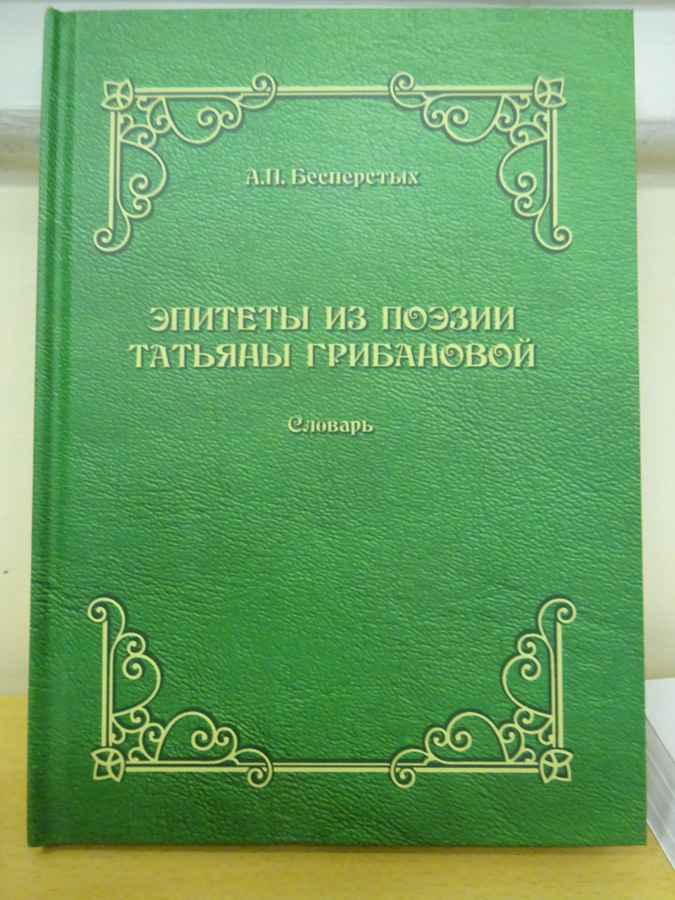 А.П. Бесперстых
ЭПИТЕТЫ ИЗ ПОЭЗИИ
ТАТЬЯНЫ ГРИБАНОВОЙ
Словарь